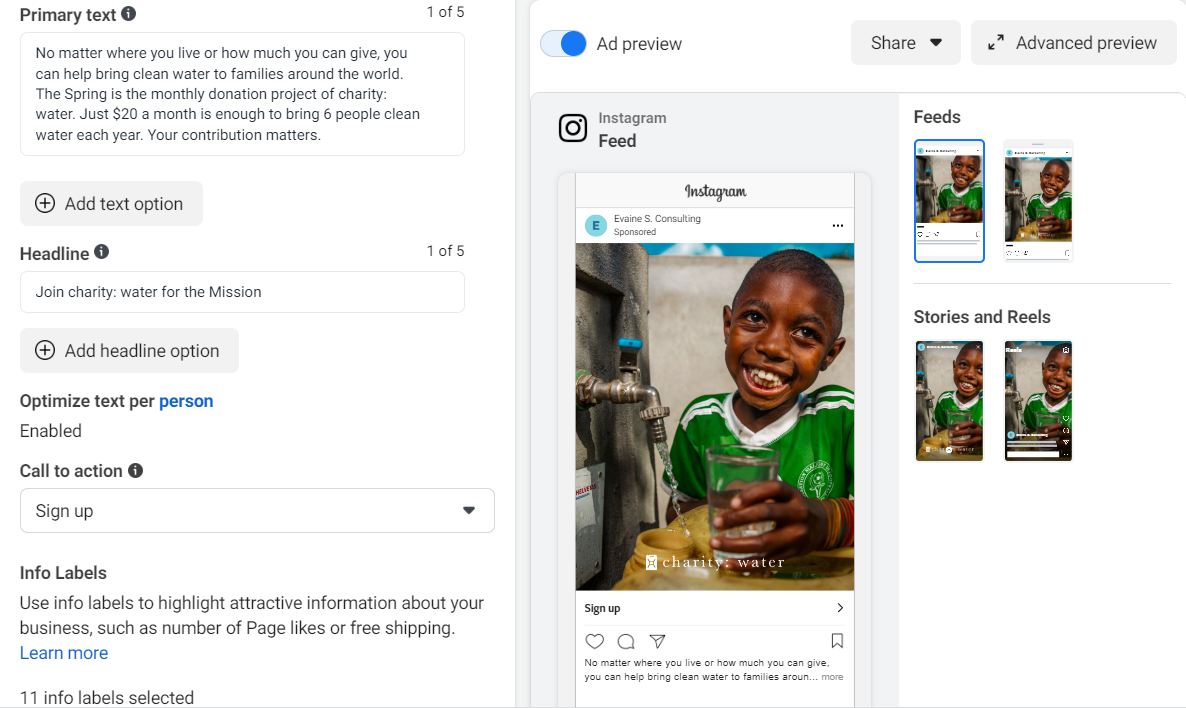 Primary text
1 of 5
No matter where you live or how much you can give, you
can help bring clean water to families around the world.
The Spring is the monthly donation project of charity:
water. Just $20 a month is enough to bring 6 people clean
water each year. Your contribution matters.
Add text option
Headline
1 of 5
Join charity: water for the Mission
Add headline option
Optimize text per person
Enabled
Call to action
Sign up
Info Labels
Use info labels to highlight attractive information about your
business, such as number of Page likes or free shipping.
Learn more
11 info labels selected
Ad preview
Share
Advanced preview
Instagram
Feed
Instagram
E
Evaine S. Consulting
Sponsored
charity: water
Sign up
No matter where you live or how much you can give,
you can help bring clean water to families aroun... more
Feeds
Stories and Reels
Reels